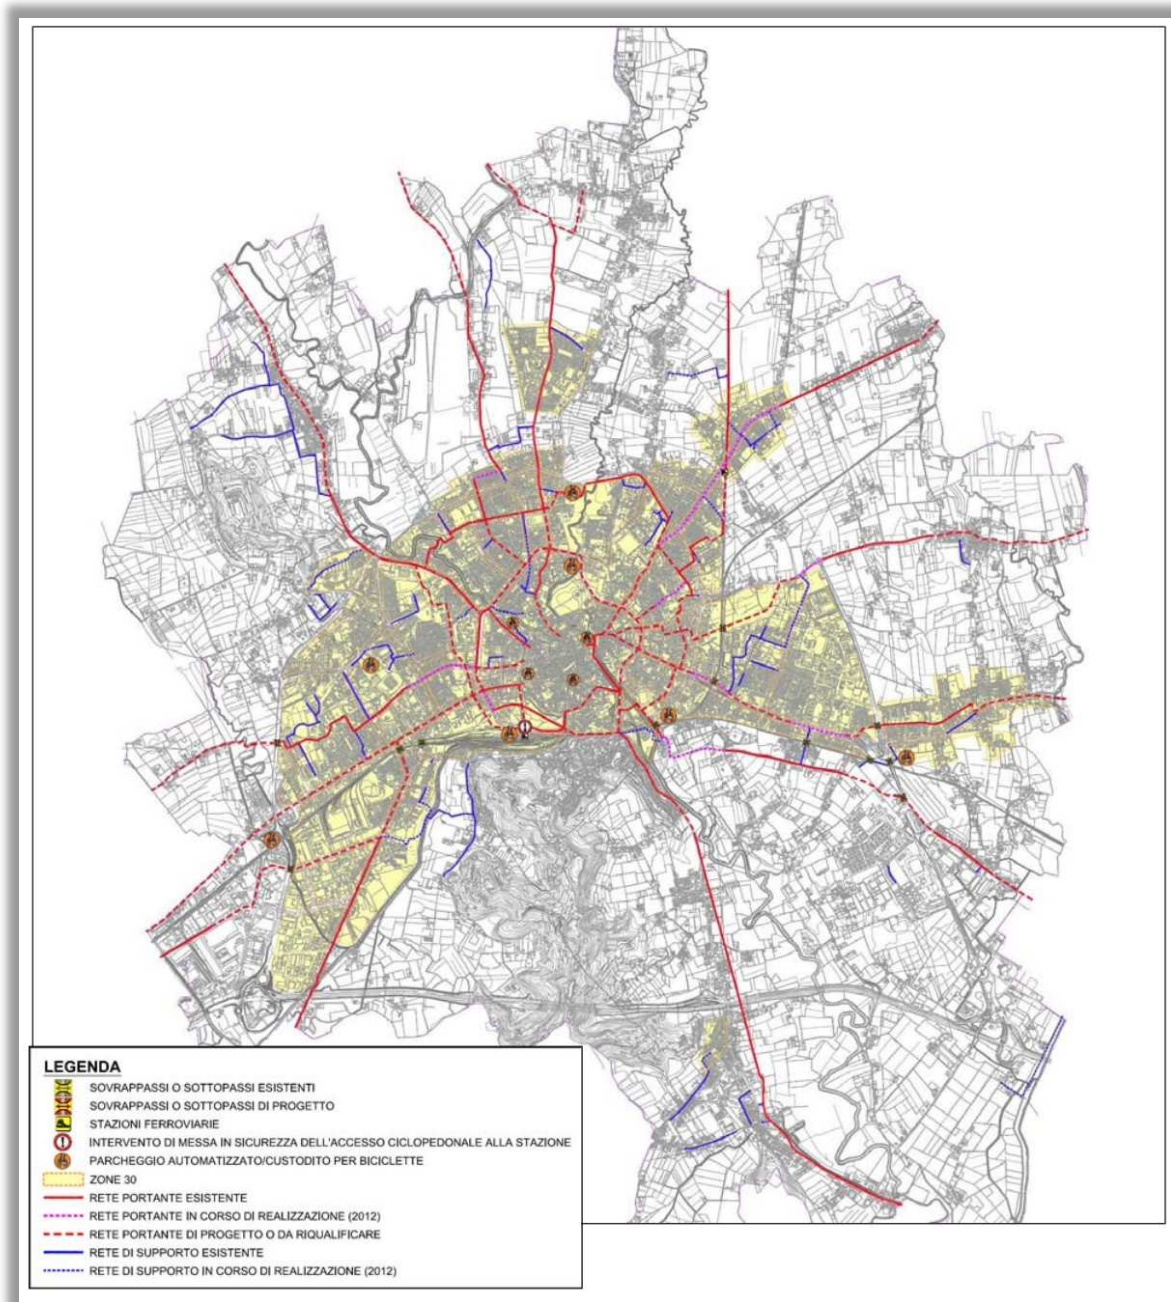 LEGENDA
SOVRAPPASSI O SOTTOPASSI ESISTENTI
SOVRAPPASSI O SOTTOPASSI DI PROGETTO
STAZIONI FERROVIARIE
INTERVENTO DI MESSA IN SICUREZZA DELL'ACCESSO CICLOPEDONALE ALLA STAZIONE
PARCHEGGIO AUTOMATIZZATO/CUSTODITO PER BICICLETTE
ZONE 30
RETE PORTANTE ESISTENTE
RETE PORTANTE IN CORSO DI REALIZZAZIONE (2012)
RETE PORTANTE DI PROGETTO O DA RIQUALIFICARE
RETE DI SUPPORTO ESISTENTE
RETE DI SUPPORTO IN CORSO DI REALIZZAZIONE (2012)